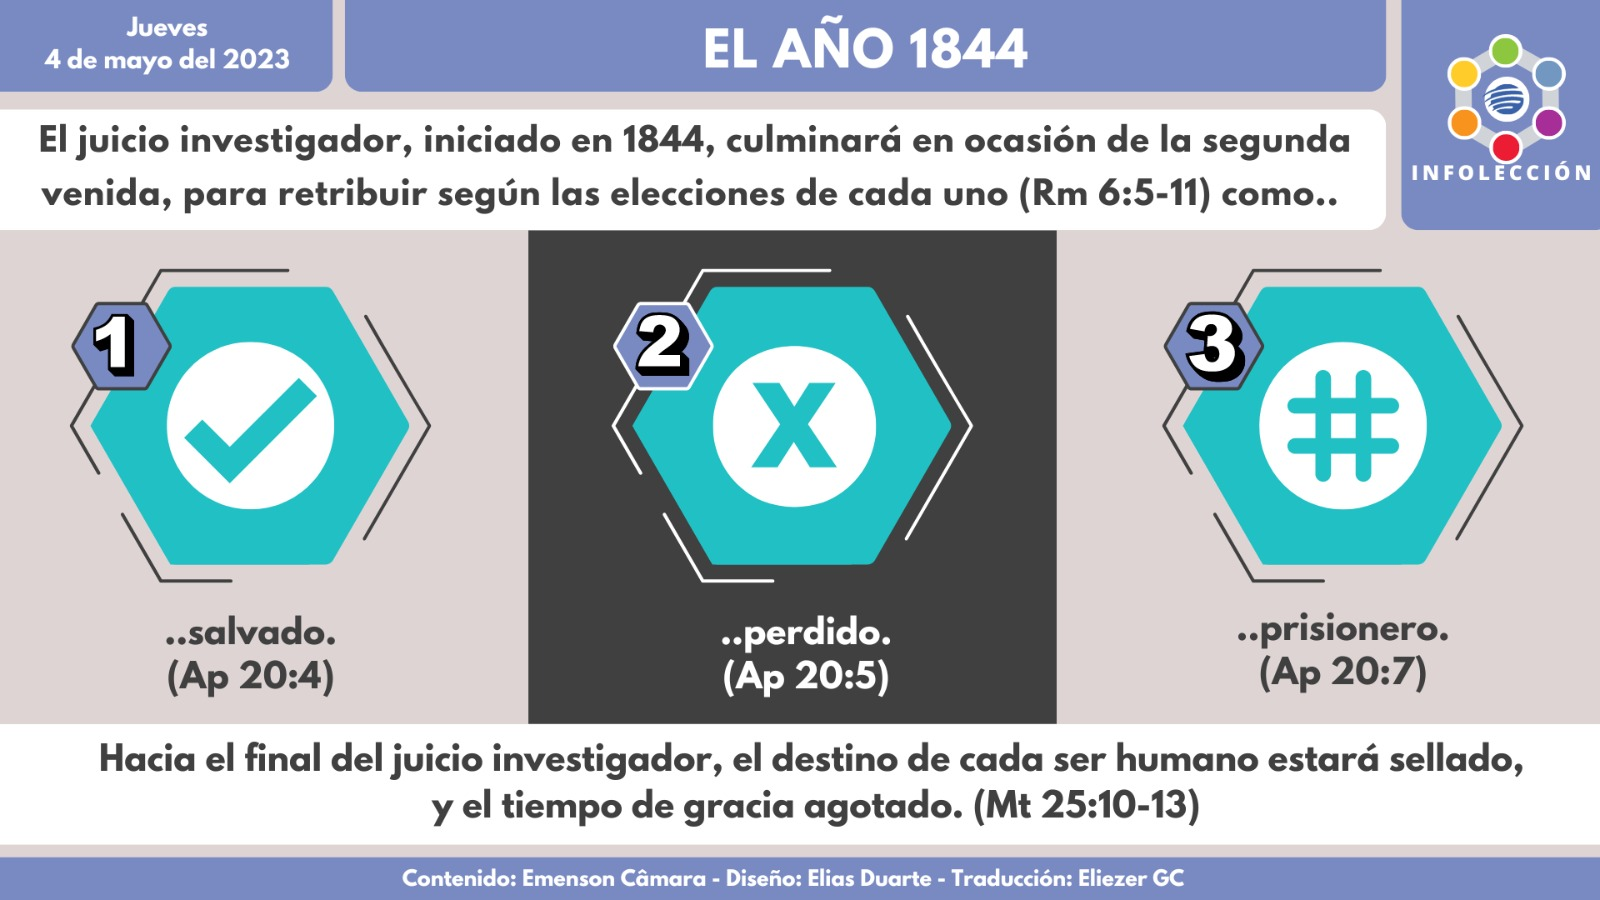 Jueves
4 de mayo del 2023
EL AÑO 1844
INFOLECCIÓN
El juicio investigador, iniciado en 1844, culminará en ocasión de la segunda
venida, para retribuir según las elecciones de cada uno (Rm 6:5-11) como..
1
2
3
X
#
..salvado.
(Ap 20:4)
..perdido.
(Ap 20:5)
..prisionero.
(Ap 20:7)
Hacia el final del juicio investigador, el destino de cada ser humano estará sellado,
y el tiempo de gracia agotado. (Mt 25:10-13)
Contenido: Emenson Câmara - Diseño: Elias Duarte - Traducción: Eliezer GC